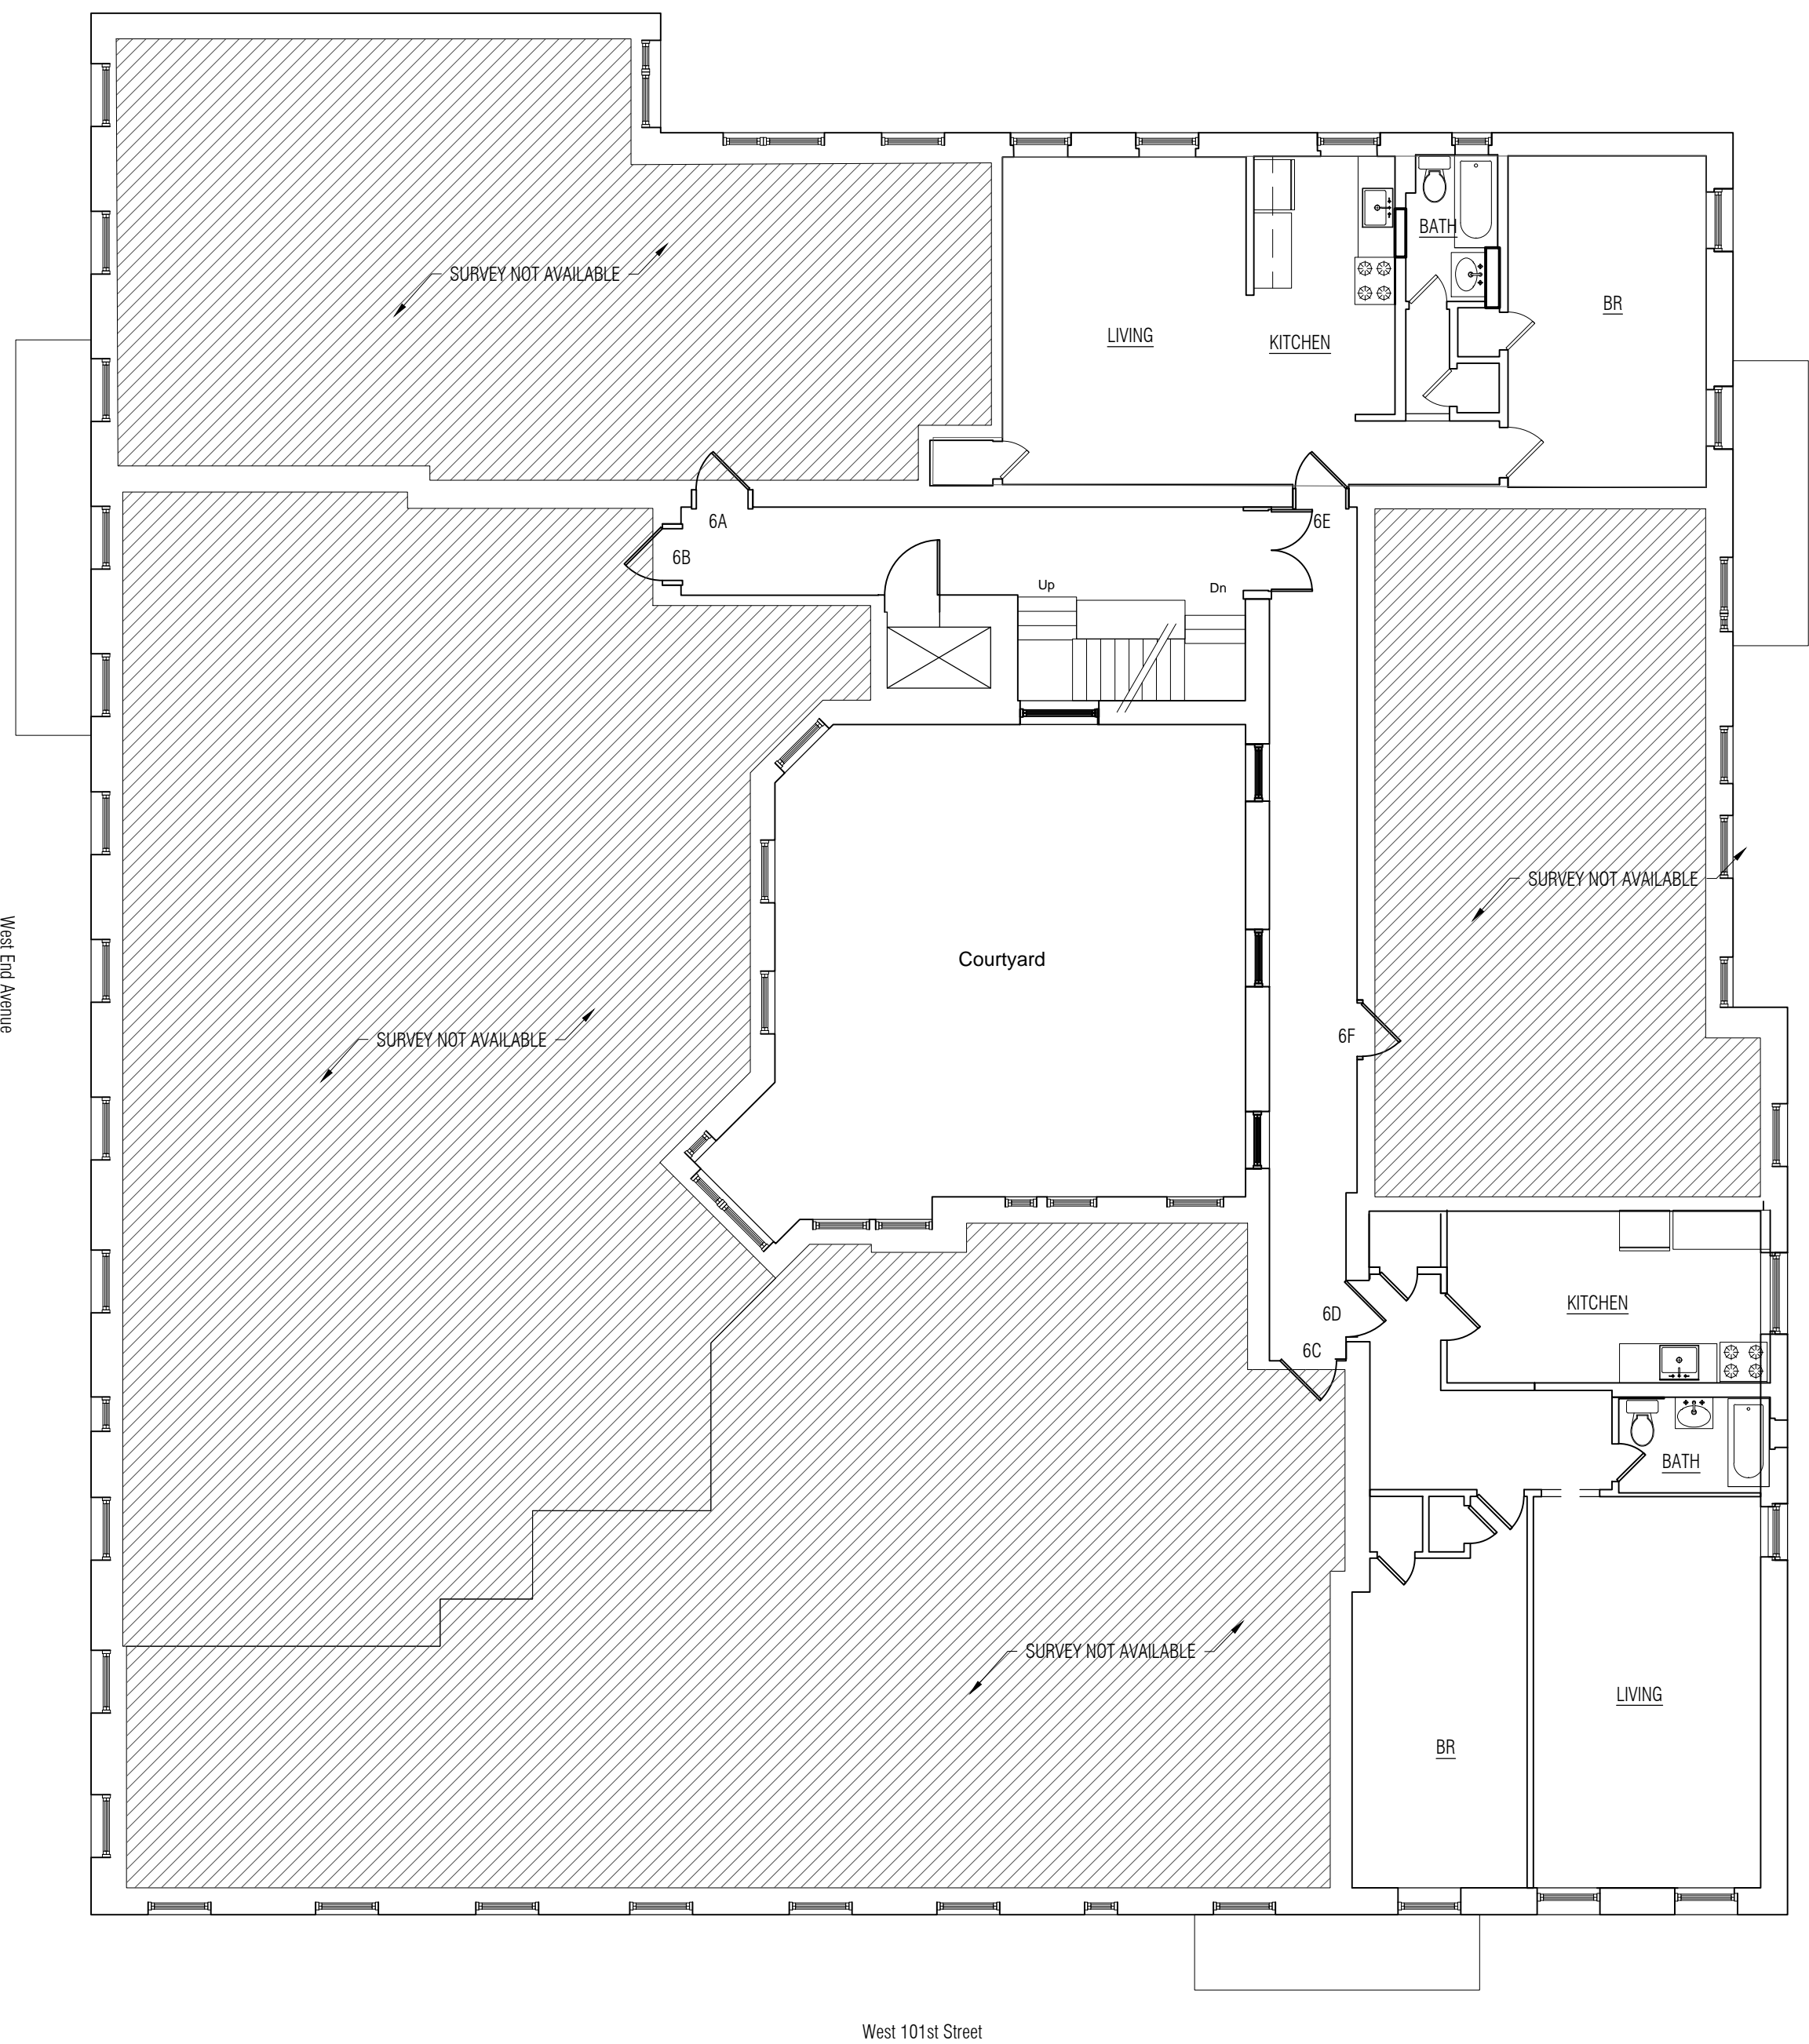 BATH
SURVEY NOT AVAILABLE
BR
LIVING
KITCHEN
6A
6E
6B
Up
Dn
SURVEY NOT AVAILABLE
Courtyard
West End Avenue
6F
SURVEY NOT AVAILABLE
KITCHEN
6D
6C
BATH
SURVEY NOT AVAILABLE
LIVING
BR
West 101st Street